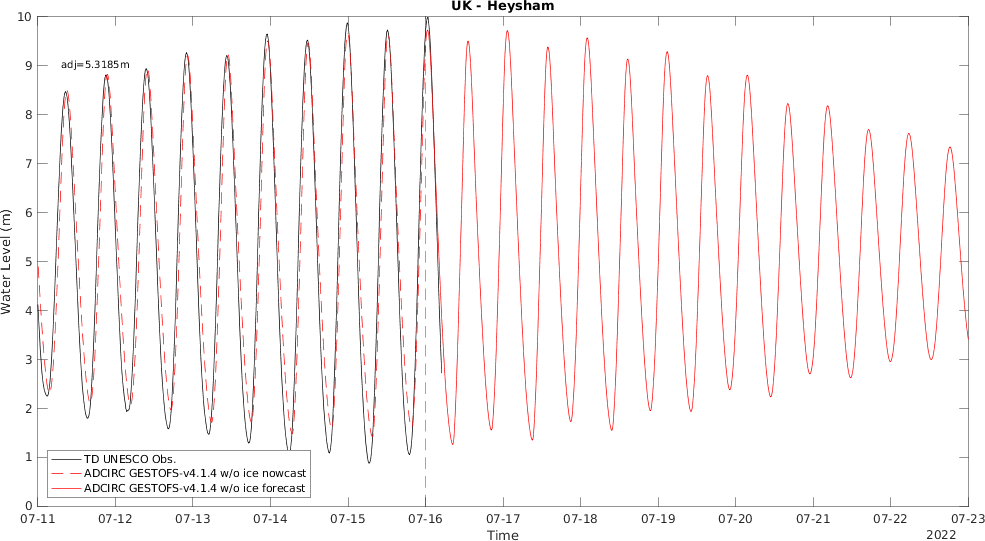 UK - Heysham
10
9
adj=5.3185m
8
7
6
5
4
3
2
1
0
Water Level (m)
TD UNESCO Obs.
ADCIRC GESTOFS-v4.1.4 w/o ice nowcast
ADCIRC GESTOFS-v4.1.4 w/o ice forecast
07-11 07-12 07-13 07-14 07-15 07-16 07-17 07-18 07-19 07-20 07-21 07-22 07-23
Time
2022